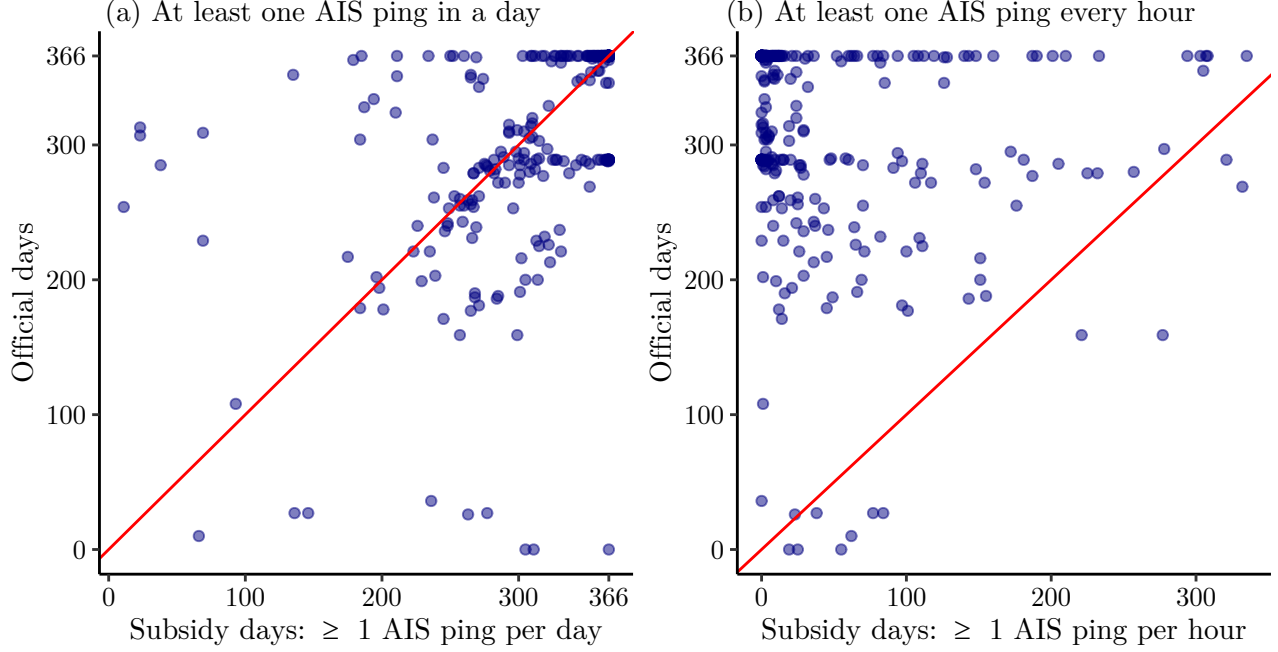 (a) At least one AIS ping in a day
366
300
200
100
0
Official days
0 100 200 300 366
Subsidy days: ≥ 1 AIS ping per day
(b) At least one AIS ping every hour
366
300
200
100
0
Official days
0 100 200 300
Subsidy days: ≥ 1 AIS ping per hour